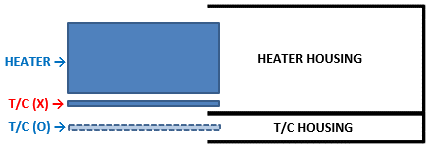 HEATER → HEATER HOUSING
T/C (X) →
T/C (O) → T/C HOUSING